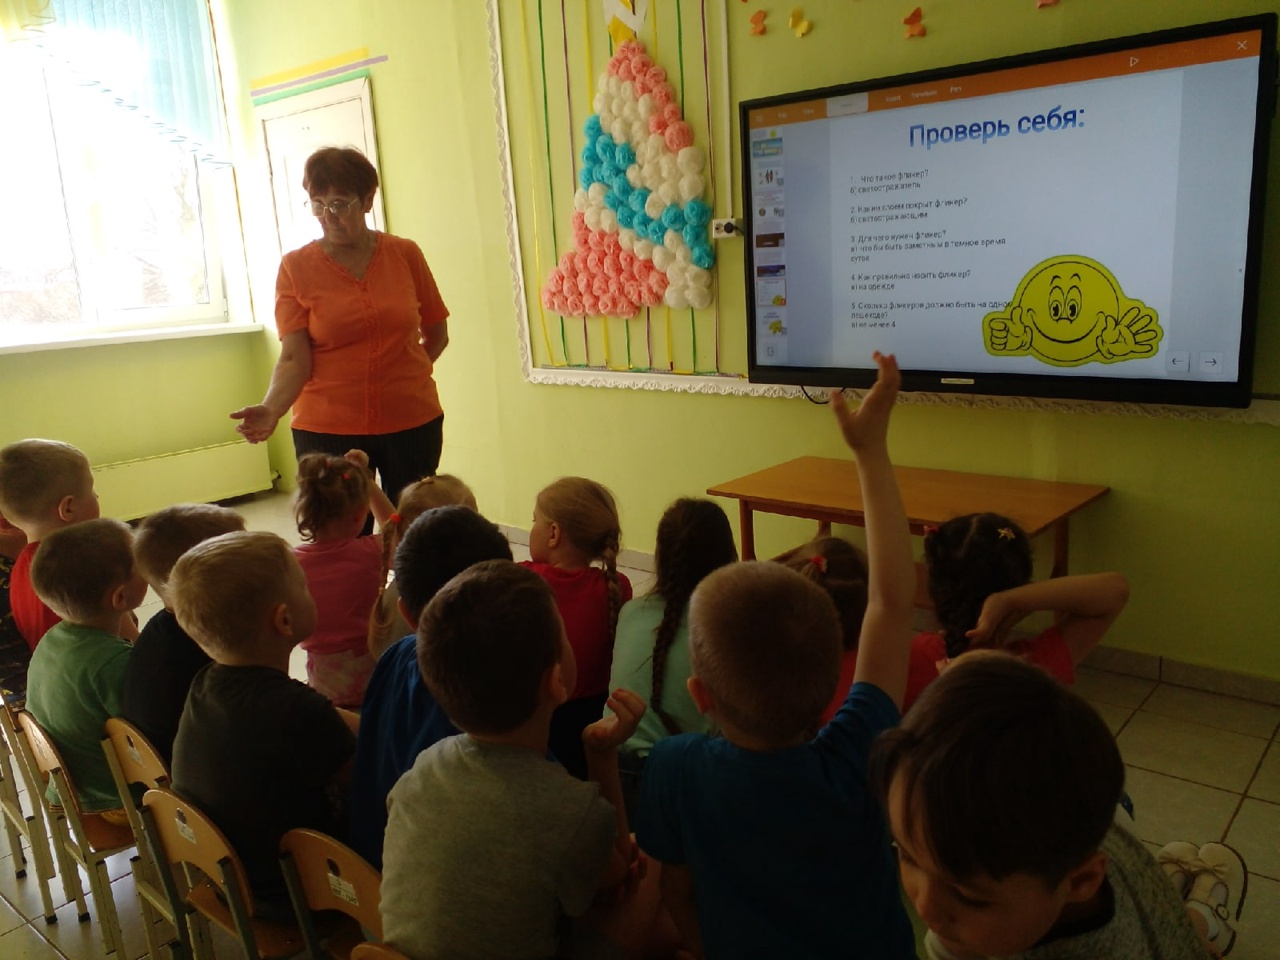 Проверь себя:
1. Что такое фликер?
б) светоотражатель
2. Каким слоем покрыт фликер?
б) светоотражающим
3. Для чего нужен фликер?
в) что бы быть заметным в темное время
суток
4. Как правильно носить фликер?
в) на одежде
5. Сколько фликеров должно быть на одном
пешеходе?
в) не менее 4